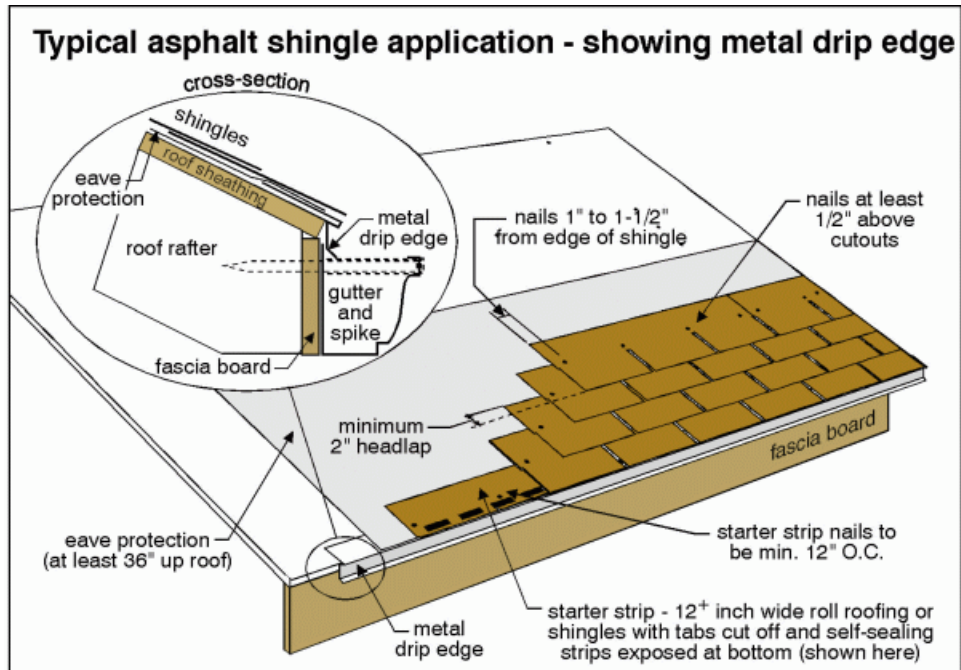 Typical asphalt shingle application - showing metal drip edge
cross-section
shingles
roof sheathing
eave
protection
roof rafter
metal
drip edge
gutter
and
spike
fascia board
nails 1" to 1-1/2"
from edge of shingle
nails at least
1/2" above
cutouts
minimum
2" headlap
fascia board
eave protection
(at least 36" up roof)
starter strip nails to
be min. 12" O.C.
metal
drip edge
starter strip - 12+ inch wide roll roofing or
shingles with tabs cut off and self-sealing
strips exposed at bottom (shown here)